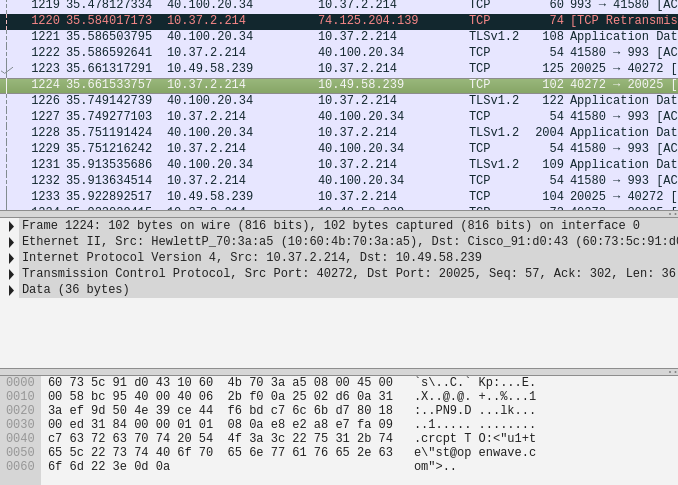 1219 35.478127334 40.100.20.34 10.37.2.214 TCP 60 993 → 41580 [AC
1220 35.584017173 10.37.2.214 74.125.204.139 TCP 74 [TCP Retransmis
1221 35.586503795 40.100.20.34 10.37.2.214 TLSv1.2 108 Application Dat
1222 35.586592641 10.37.2.214 40.100.20.34 TCP 54 41580 → 993 [AC
1223 35.661317291 10.49.58.239 10.37.2.214 TCP 125 20025 → 40272 [
1224 35.661533757 10.37.2.214 10.49.58.239 TCP 102 40272 → 20025 [
1226 35.749142739 40.100.20.34 10.37.2.214 TLSv1.2 122 Application Dat
1227 35.749277103 10.37.2.214 40.100.20.34 TCP 54 41580 → 993 [AC
1228 35.751191424 40.100.20.34 10.37.2.214 TLSv1.2 2004 Application Dat
1229 35.751216242 10.37.2.214 40.100.20.34 TCP 54 41580 → 993 [AC
1231 35.913535686 40.100.20.34 10.37.2.214 TLSv1.2 109 Application Dat
1232 35.913634514 10.37.2.214 40.100.20.34 TCP 54 41580 → 993 [AC
1233 35.922892517 10.49.58.239 10.37.2.214 TCP 104 20025 → 40272 [
Frame 1224: 102 bytes on wire (816 bits), 102 bytes captured (816 bits) on interface 0
Ethernet II, Src: HewlettP_70:3a:a5 (10:60:4b:70:3a:a5), Dst: Cisco_91:d0:43 (60:73:5c:91:d0
Internet Protocol Version 4, Src: 10.37.2.214, Dst: 10.49.58.239
Transmission Control Protocol, Src Port: 40272, Dst Port: 20025, Seq: 57, Ack: 302, Len: 36
Data (36 bytes)
0000 60 73 5c 91 d0 43 10 60 4b 70 3a a5 08 00 45 00 `s\..C.` Kp:...E.
0010 00 58 bc 95 40 00 40 06 2b f0 0a 25 02 d6 0a 31 .X..@.@. +..%...1
0020 3a ef 9d 50 4e 39 ce 44 f6 bd c7 6c 6b d7 80 18 :..PN9.D ...lk...
0030 00 ed 31 84 00 00 01 01 08 0a e8 e2 a8 e7 fa 09 ..1..... ........
0040 c7 63 72 63 70 74 20 54 4f 3a 3c 22 75 31 2b 74 .crcpt T O:<"u1+t
0050 65 5c 22 73 74 40 6f 70 65 6e 77 61 76 65 2e 63 e\"st@op enwave.c
0060 6f 6d 22 3e 0d 0a om">..